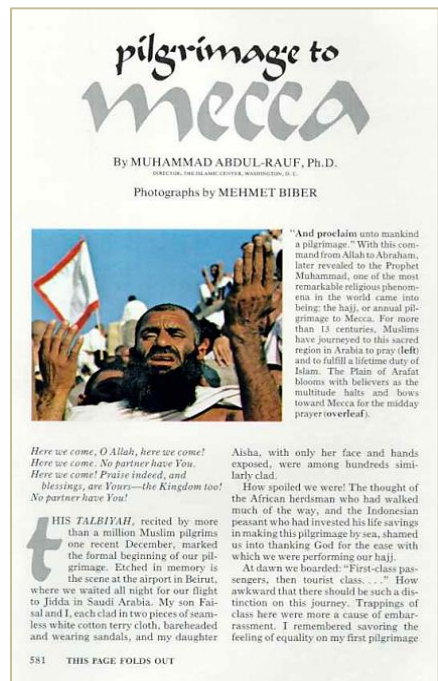 pilgrimage to
mecca
By MUHAMMAD ABDUL-RAUF, Ph.D.
DIRECTOR, THE ISLAMIC CENTER, WASHINGTON, D. C.
Photographs by MEHMET BIBER
"And proclaim unto mankind
a pilgrimage." With this com-
mand from Allah to Abraham,
later revealed to the Prophet
Muhammad, one of the most
remarkable religious phenom-
ena in the world came into
being: the hajj, or annual pil-
grimage to Mecca. For more
than 13 centuries, Muslims
have journeyed to this sacred
region in Arabia to pray (left)
and to fulfill a lifetime duty of
Islam. The Plain of Arafat
blooms with believers as the
multitude halts and bows
toward Mecca for the midday
prayer (overleaf).
Here we come, O Allah, here we come!
Here we come. No partner have You.
Here we come! Praise indeed, and
blessings, are Yours—the Kingdom too!
No partner have You!
tHIS TALBIYAH, recited by more
than a million Muslim pilgrims
one recent December, marked
the formal beginning of our pil-
grimage. Etched in memory is
the scene at the airport in Beirut,
where we waited all night for our flight
to Jidda in Saudi Arabia. My son Fai-
sal and I, each clad in two pieces of seam-
less white cotton terry cloth, bareheaded
and wearing sandals, and my daughter
Aisha, with only her face and hands
exposed, were among hundreds simi-
larly clad.
How spoiled we were! The thought of
the African herdsman who had walked
much of the way, and the Indonesian
peasant who had invested his life savings
in making this pilgrimage by sea, shamed
us into thanking God for the ease with
which we were performing our hajj.
At dawn we boarded: "First-class pas-
sengers, then tourist class. . . ." How
awkward that there should be such a dis-
tinction on this journey. Trappings of
class here were more a cause of embar-
rassment. I remembered savoring the
feeling of equality on my first pilgrimage
581 THIS PAGE FOLDS OUT